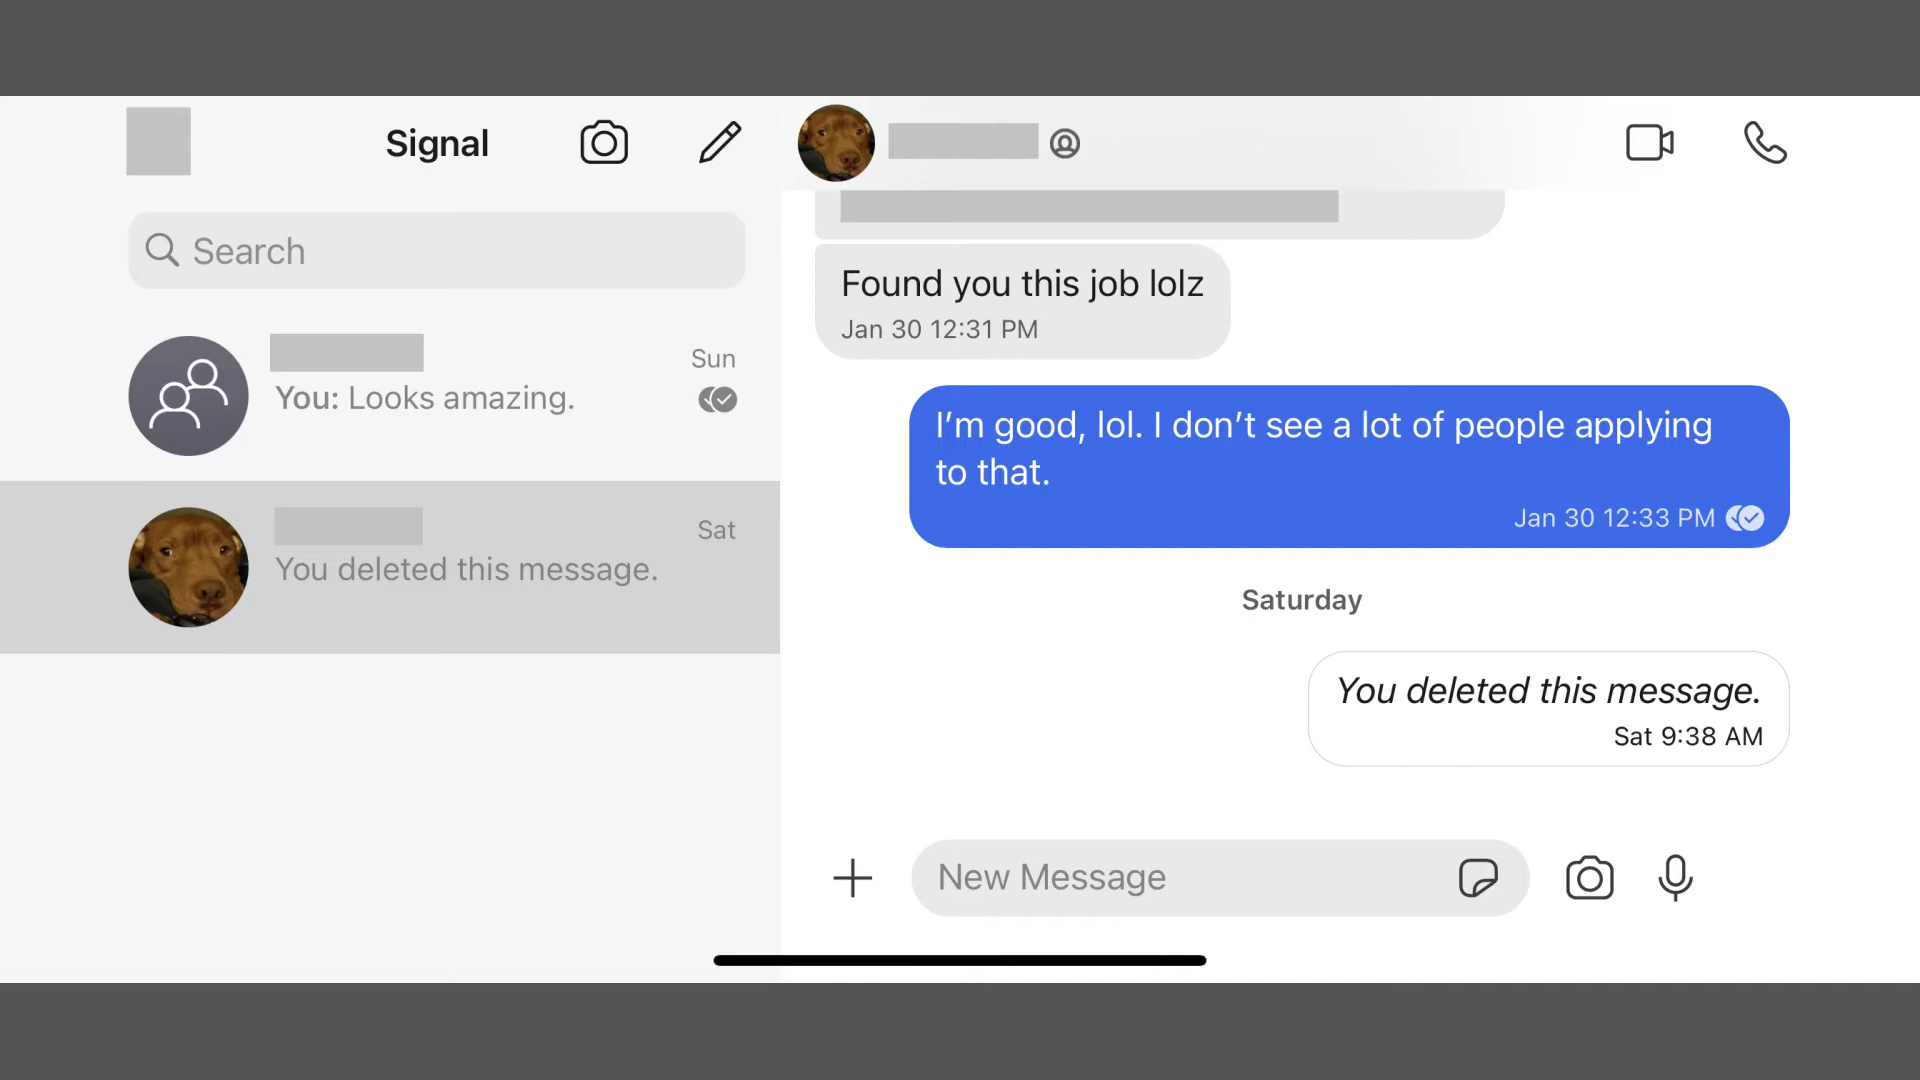 Signal
Search
Sun
You: Looks amazing.
Sat
You deleted this message.
Found you this job lolz
Jan 30 12:31 PM
I’m good, lol. I don’t see a lot of people applying
to that.
Jan 30 12:33 PM
Saturday
You deleted this message.
Sat 9:38 AM
New Message